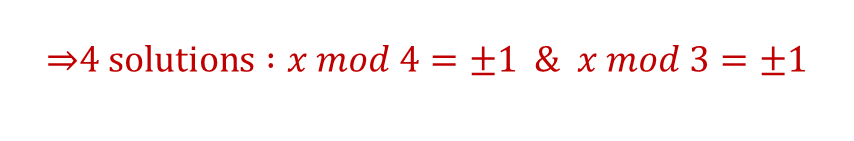 ⇒4 solutions : x mod 4 = ±1 & x mod 3 = ±1